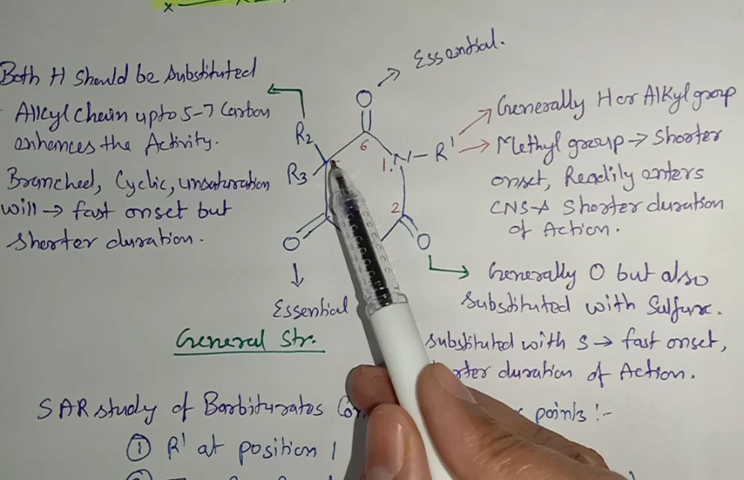 Essential.
Both H should be substituted
Alkyl chain upto 5-7 Carbon
enhances the Activity.
Branched, Cyclic, unsaturation
will → fast onset but
shorter duration.
O
R2
R3
6
1.
N-R'
2
O
O
Generally H or Alkyl group
Methyl group → Shorter
onset, Readily enters
CNS → Shorter duration
of Action.
Generally O but also
Substituted with Sulfur.
substituted with S → fast onset,
duration of Action.
Essential
General Str.
SAR study of Barbiturates
points :-
① R' at position 1